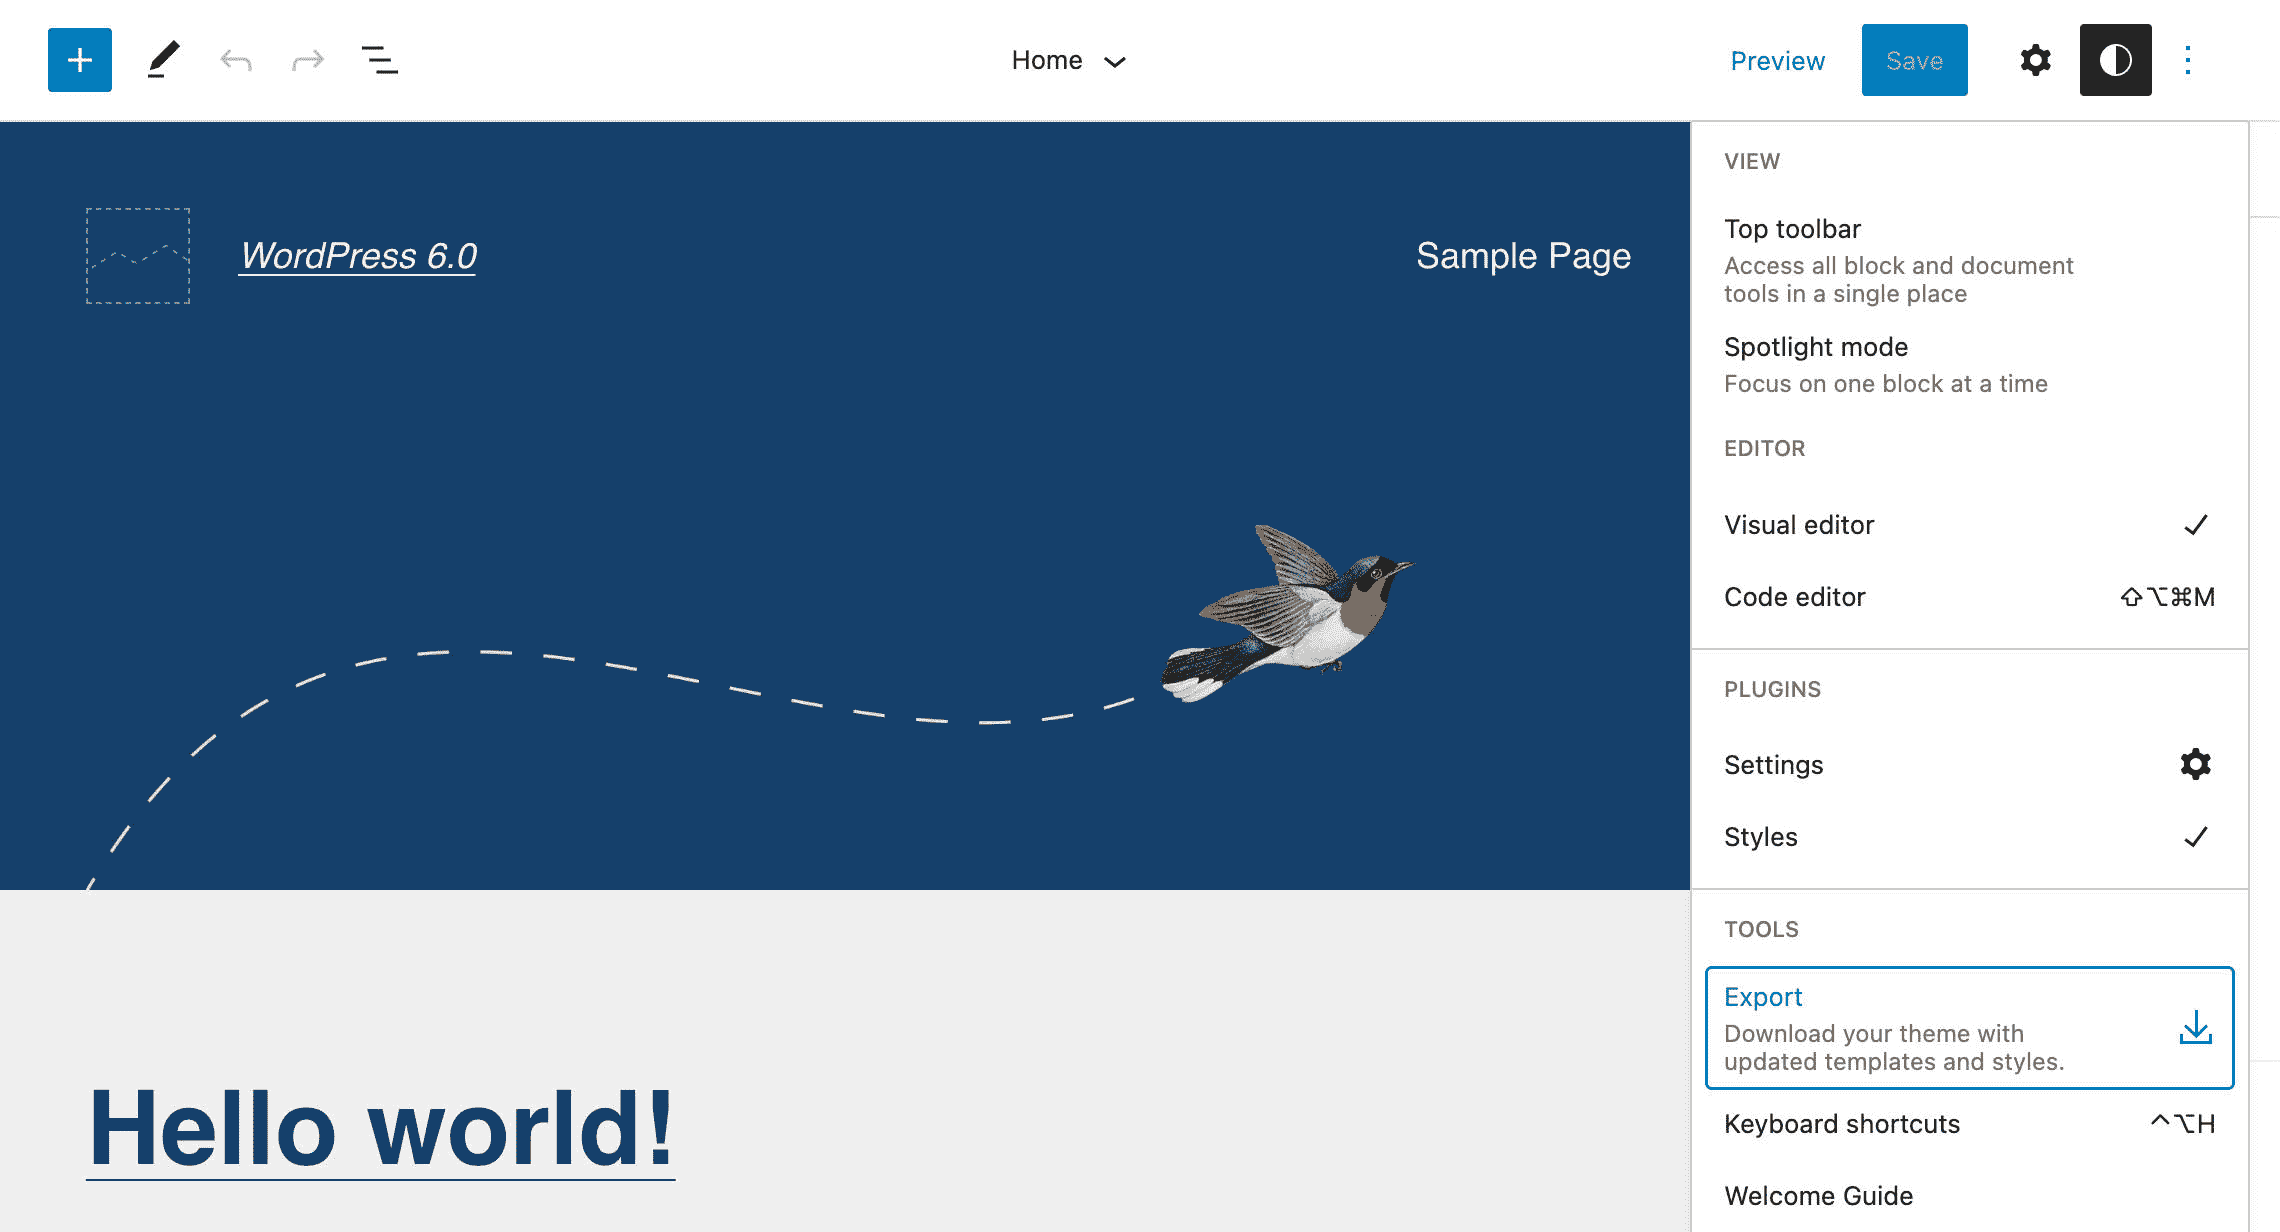 Home
Preview
Save
WordPress 6.0
Sample Page
VIEW
Top toolbar
Access all block and document
tools in a single place
Spotlight mode
Focus on one block at a time
EDITOR
Visual editor
Code editor ⇧⌥⌘M
PLUGINS
Settings
Styles
TOOLS
Export
Download your theme with
updated templates and styles.
Keyboard shortcuts ⌃⌥H
Welcome Guide
Hello world!